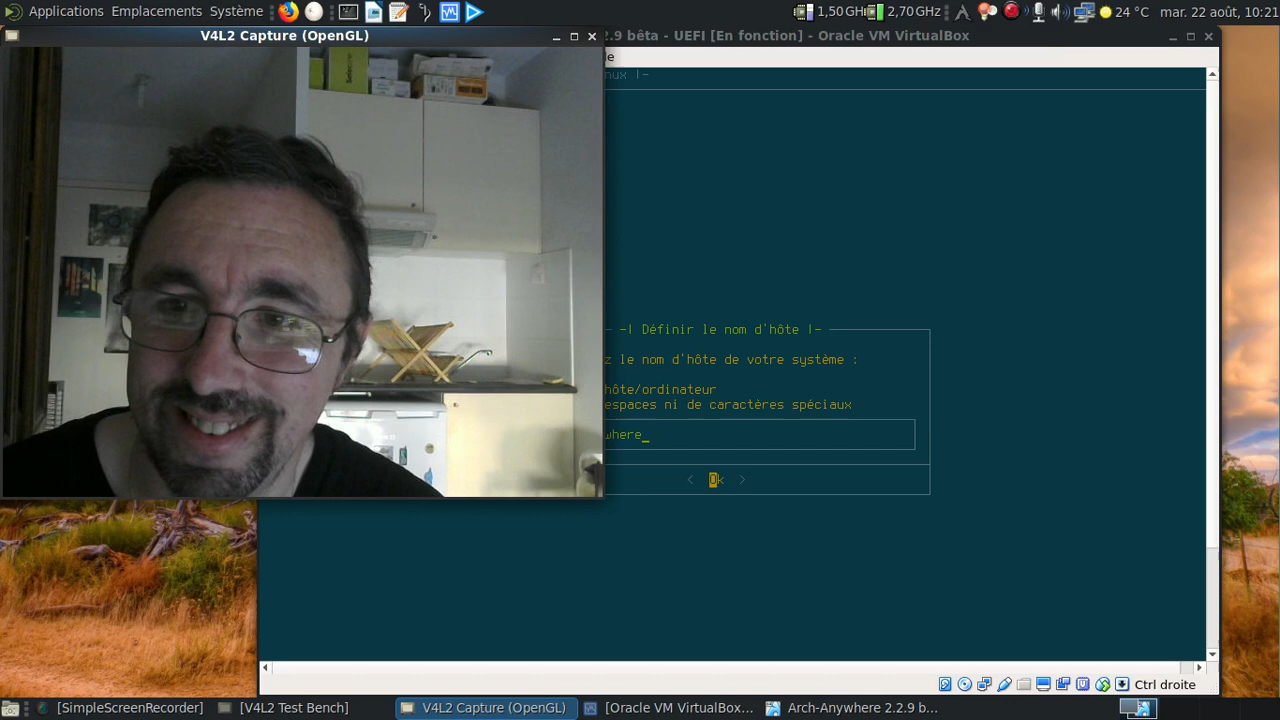 Applications Emplacements Système 1,50 GHz 2,70 GHz 24 °C mar. 22 août, 10:21
V4L2 Capture (OpenGL)
2.9 bêta - UEFI [En fonction] - Oracle VM VirtualBox
nux |-
-| Définir le nom d'hôte |-
z le nom d'hôte de votre système :
hôte/ordinateur
espaces ni de caractères spéciaux
where_
< Ok >
Ctrl droite
[SimpleScreenRecorder] [V4L2 Test Bench] V4L2 Capture (OpenGL) [Oracle VM VirtualBox... Arch-Anywhere 2.2.9 b...